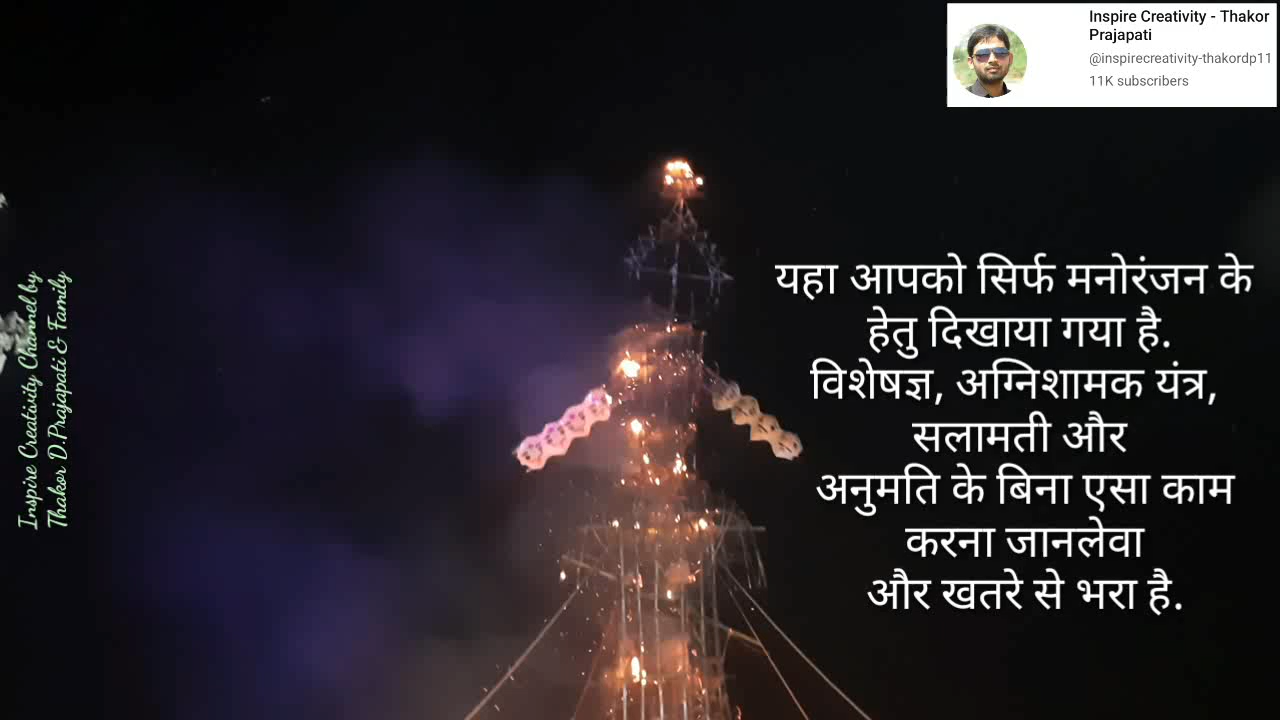 Inspire Creativity - Thakor
Prajapati
@inspirecreativity-thakordp11
11K subscribers
Inspire Creativity Channel by
Thakor D.Prajapati & Family
यहा आपको सिर्फ मनोरंजन के
हेतु दिखाया गया है.
विशेषज्ञ, अग्निशामक यंत्र,
सलामती और
अनुमति के बिना एसा काम
करना जानलेवा
और खतरे से भरा है.